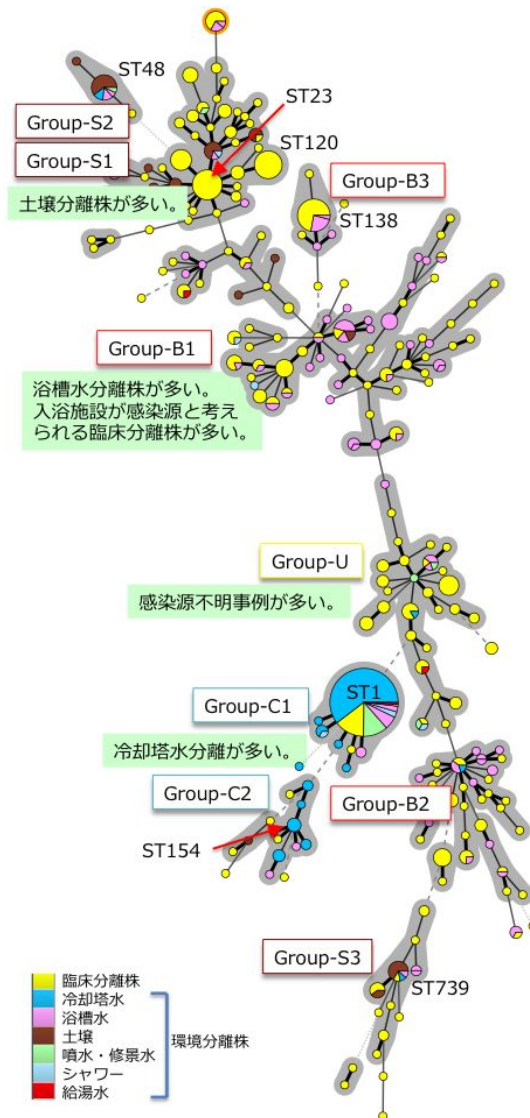 ST48
ST23
Group-S2
Group-S1
ST120
土壌分離株が多い。
Group-B3
ST138
Group-B1
浴槽水分離株が多い。
入浴施設が感染源と考え
られる臨床分離株が多い。
Group-U
感染源不明事例が多い。
ST1
Group-C1
冷却塔水分離が多い。
Group-C2
Group-B2
ST154
Group-S3
ST739
臨床分離株
冷却塔水
浴槽水
土壌
噴水・修景水
シャワー
給湯水
環境分離株